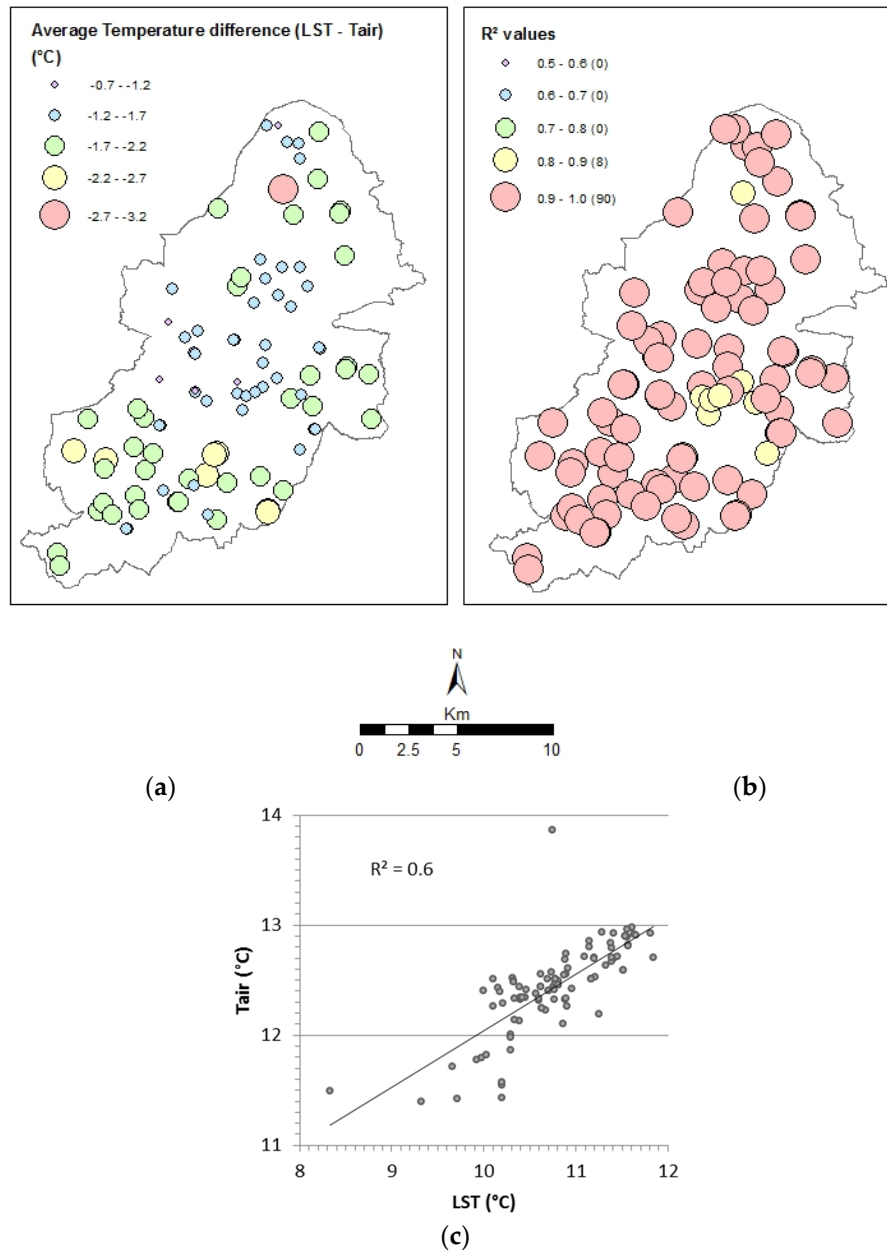 Average Temperature difference (LST - Tair)
(°C)
-0.7 - -1.2
-1.2 - -1.7
-1.7 - -2.2
-2.2 - -2.7
-2.7 - -3.2
R² values
0.5 - 0.6 (0)
0.6 - 0.7 (0)
0.7 - 0.8 (0)
0.8 - 0.9 (8)
0.9 - 1.0 (90)
N
Km
0 2.5 5 10
(a)
(b)
14
R² = 0.6
13
Tair (°C)
12
11
8 9 10 11 12
LST (°C)
(c)